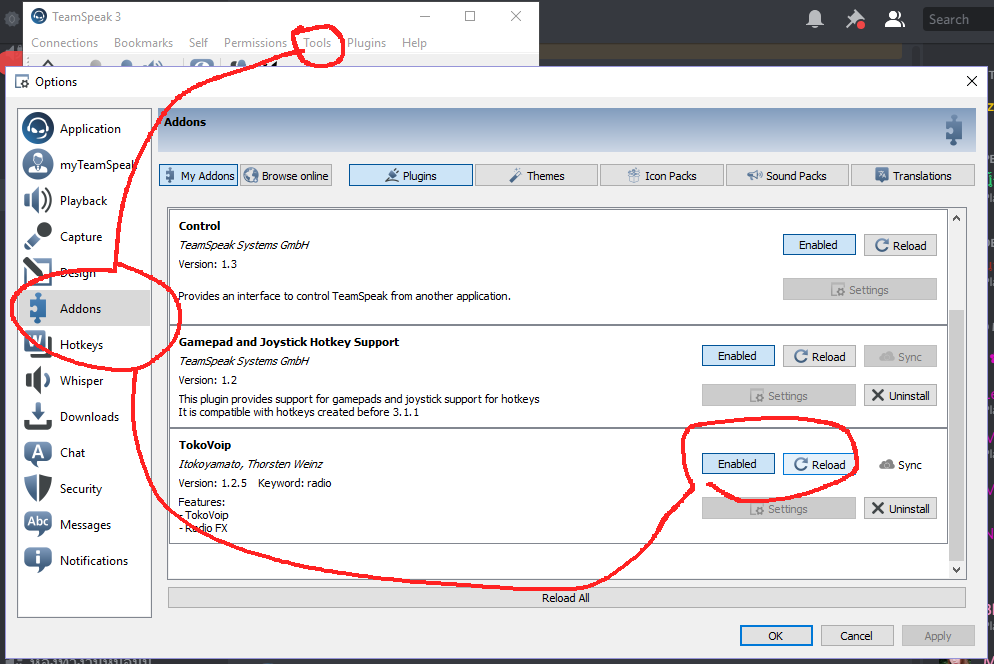 TeamSpeak 3
Search
Connections Bookmarks Self Permissions Tools Plugins Help
Options
Application
myTeamSpeak
Playback
Capture
Design
Addons
Hotkeys
Whisper
Downloads
Chat
Security
Messages
Notifications
Addons
My Addons Browse online Plugins Themes Icon Packs Sound Packs Translations
Control
TeamSpeak Systems GmbH
Version: 1.3
Provides an interface to control TeamSpeak from another application.
Enabled Reload
Settings
Gamepad and Joystick Hotkey Support
TeamSpeak Systems GmbH
Version: 1.2
This plugin provides support for gamepads and joystick support for hotkeys
It is compatible with hotkeys created before 3.1.1
Enabled Reload Sync
Settings Uninstall
TokoVoip
Itokoyamato, Thorsten Weinz
Version: 1.2.5 Keyword: radio
Features:
- TokoVoip
- Radio FX
Enabled Reload Sync
Settings Uninstall
Reload All
OK Cancel Apply